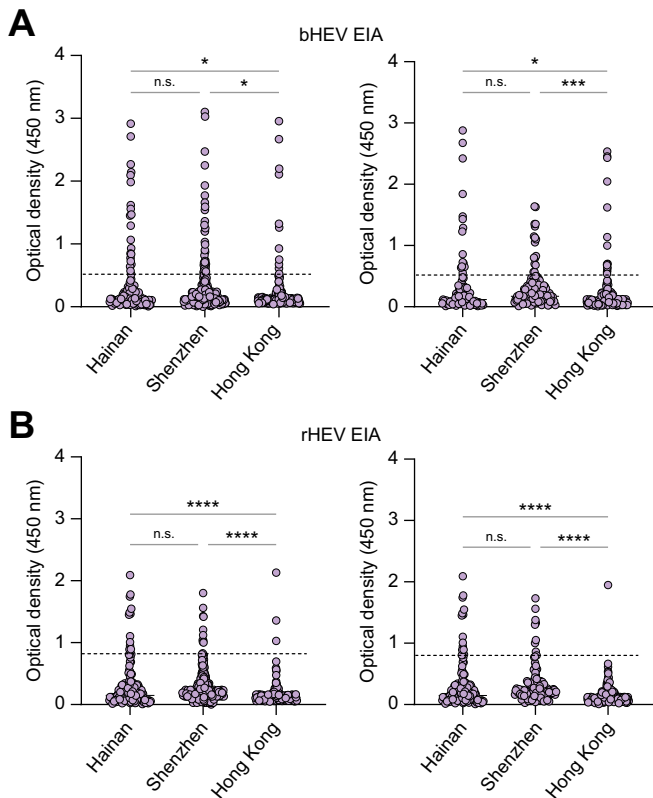 A
bHEV EIA
Optical density (450 nm)
4
3
2
1
0
*
n.s.
*
Hainan
Shenzhen
Hong Kong
Optical density (450 nm)
4
3
2
1
0
*
n.s.
***
Hainan
Shenzhen
Hong Kong
B
rHEV EIA
Optical density (450 nm)
4
3
2
1
0
****
n.s.
****
Hainan
Shenzhen
Hong Kong
Optical density (450 nm)
4
3
2
1
0
****
n.s.
****
Hainan
Shenzhen
Hong Kong